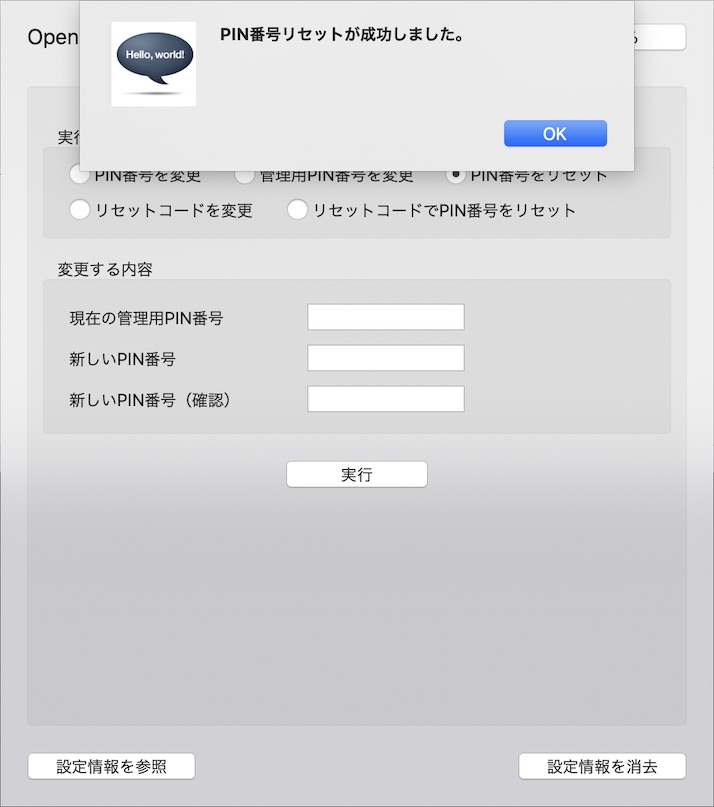 Open
Hello, world!
PIN番号リセットが成功しました。
OK
実行
PIN番号を変更
管理用PIN番号を変更
PIN番号をリセット
リセットコードを変更
リセットコードでPIN番号をリセット
変更する内容
現在の管理用PIN番号
新しいPIN番号
新しいPIN番号（確認）
実行
設定情報を参照
設定情報を消去